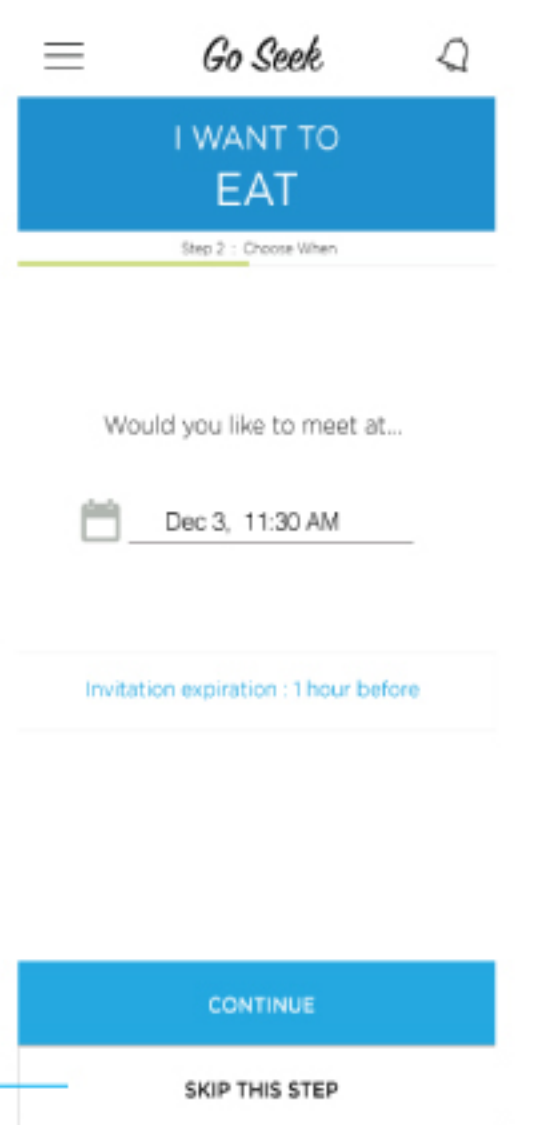 Go Seek
I WANT TO
EAT
Step 2 : Choose When
Would you like to meet at...
Dec 3, 11:30 AM
Invitation expiration : 1 hour before
CONTINUE
SKIP THIS STEP